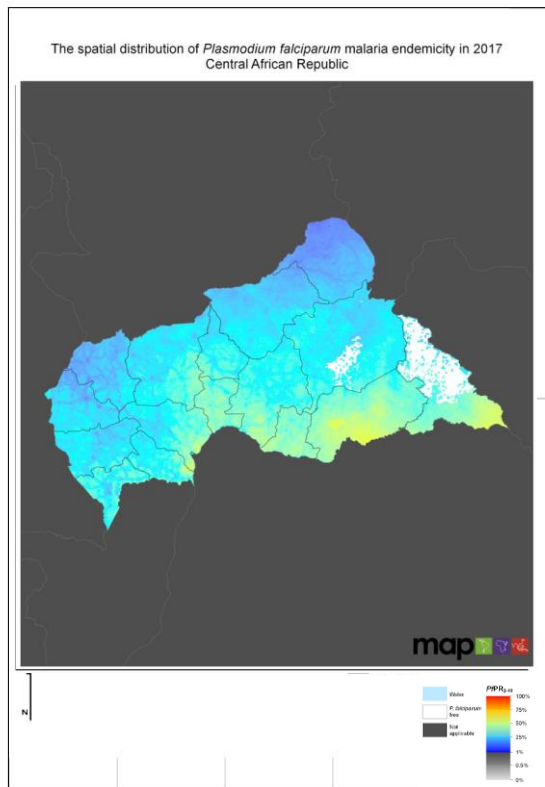 The spatial distribution of Plasmodium falciparum malaria endemicity in 2017
Central African Republic
map
N
Water
P. falciparum
free
Not
applicable
PfPR2-10
100%
75%
50%
25%
1%
0.5%
0%